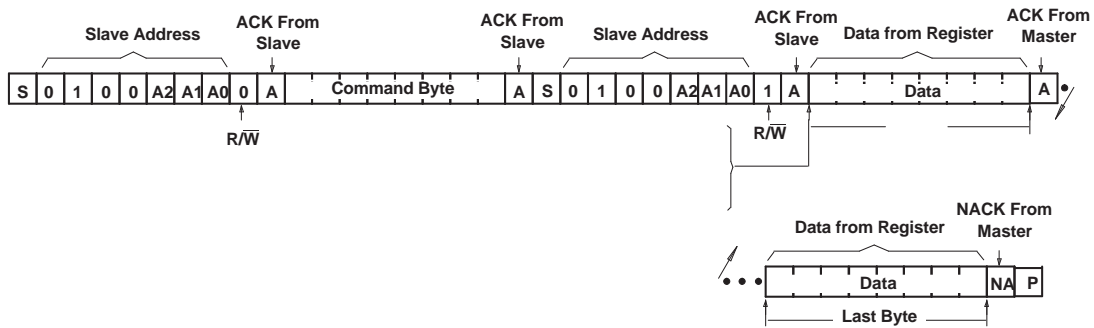 Slave Address
ACK From
Slave
ACK From
Slave
Slave Address
ACK From
Slave
Data from Register
ACK From
Master
S 0 1 0 0 A2 A1 A0 0 A Command Byte A S 0 1 0 0 A2 A1 A0 1 A Data A
R/W̅
R/W̅
Data from Register
NACK From
Master
Data NA P
Last Byte